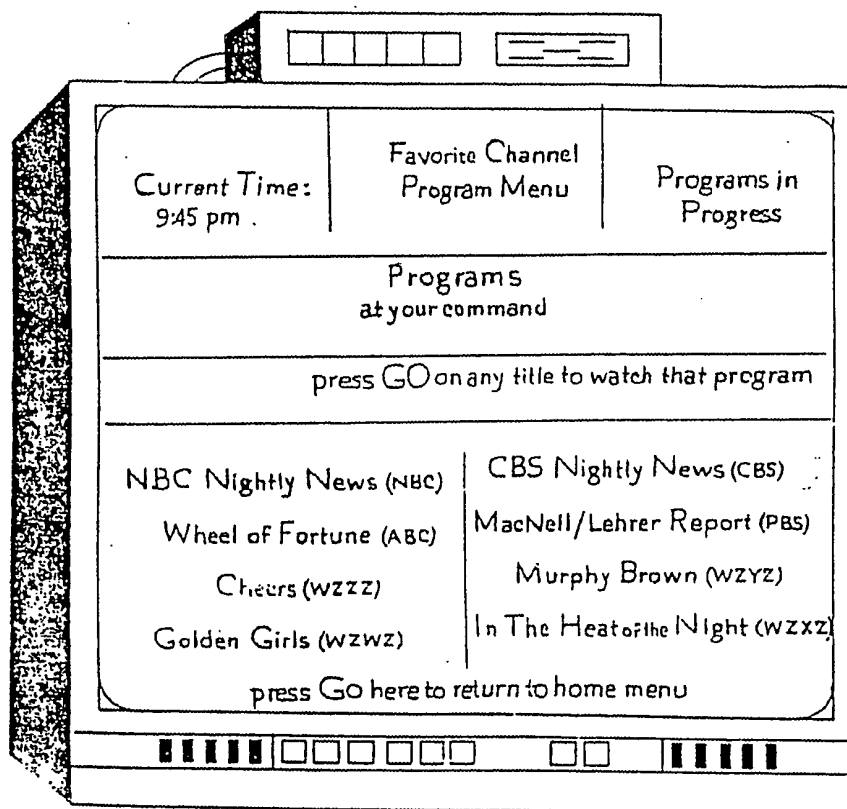 Current Time:
9:45 pm .
Favorite Channel
Program Menu
Programs in
Progress
Programs
at your command
press GO on any title to watch that program
NBC Nightly News (NBC)
Wheel of Fortune (ABC)
Cheers (WZZZ)
Golden Girls (WZWZ)
CBS Nightly News (CBS)
MacNeil/Lehrer Report (PBS)
Murphy Brown (WZYZ)
In The Heat of the Night (WZXZ)
press Go here to return to home menu